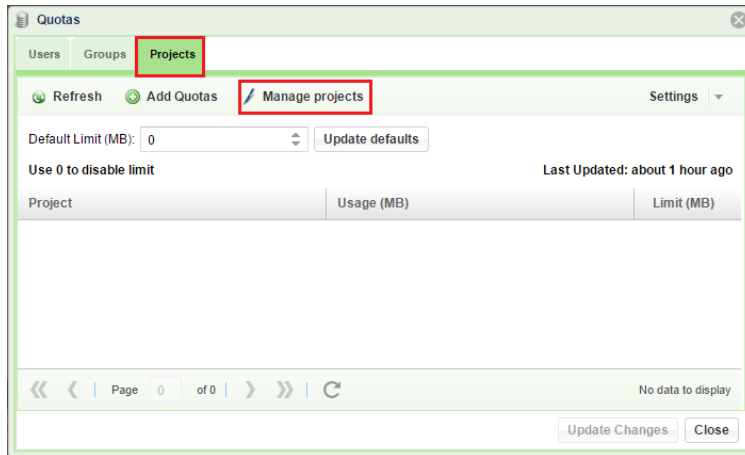 Quotas
Users Groups Projects
Refresh Add Quotas Manage projects Settings
Default Limit (MB): 0 Update defaults
Use 0 to disable limit Last Updated: about 1 hour ago
Project Usage (MB) Limit (MB)
Page 0 of 0 No data to display
Update Changes Close